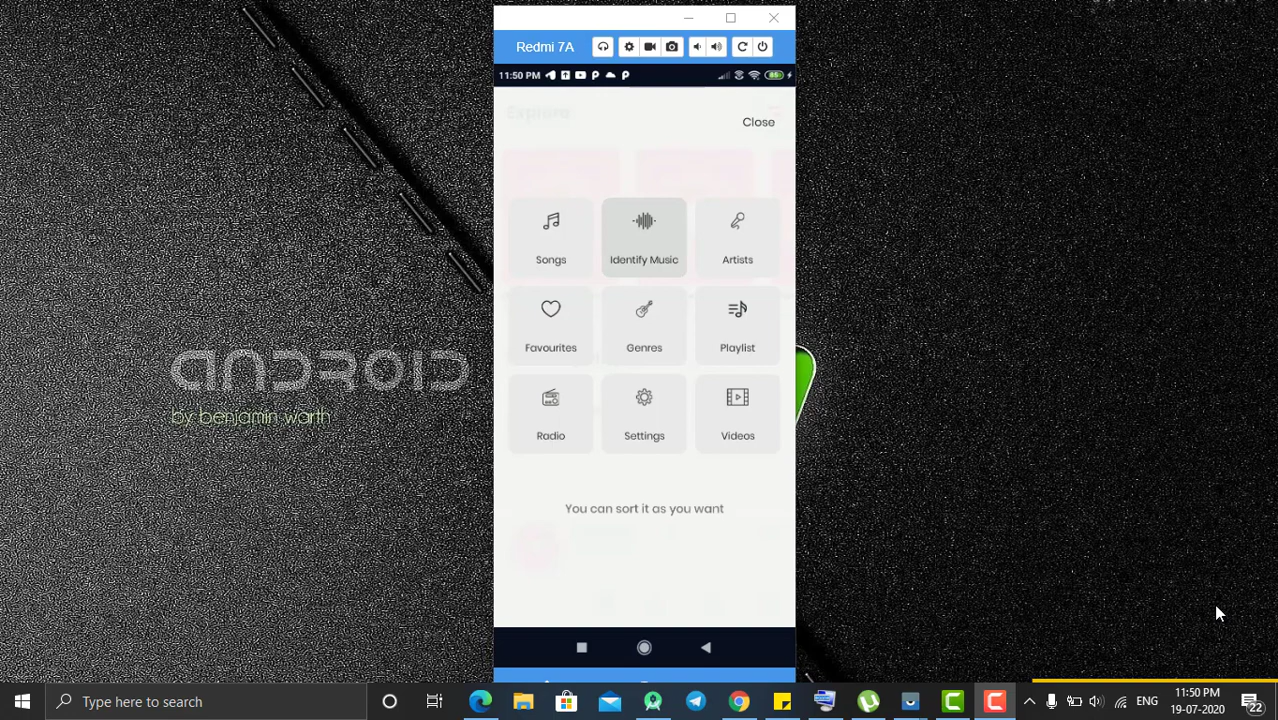 Redmi 7A
11:50 PM
Explore
Close
Songs
Identify Music
Artists
Favourites
Genres
Playlist
Radio
Settings
Videos
You can sort it as you want
ANDROID
by benjamin warth
Type here to search
ENG
11:50 PM
19-07-2020
22